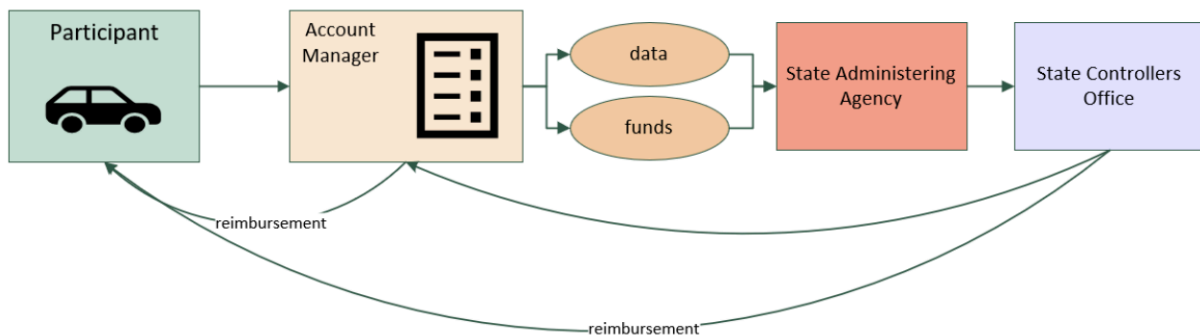 Participant
Account
Manager
data
funds
State Administering
Agency
State Controllers
Office
reimbursement
reimbursement